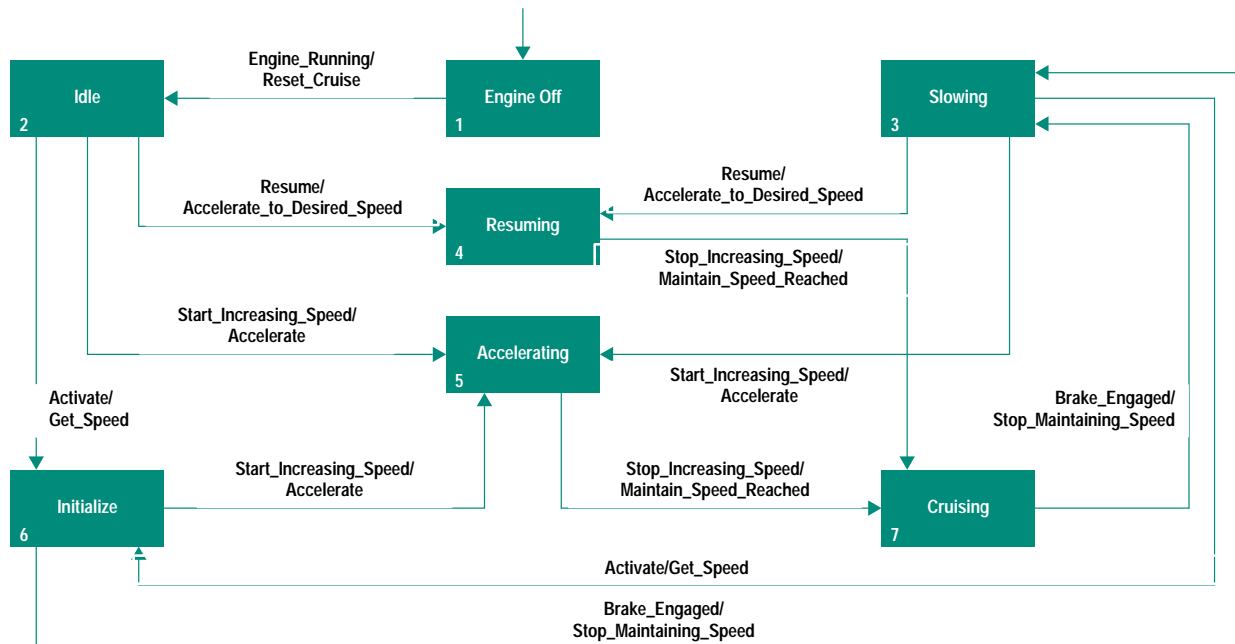 Engine_Running/
Reset_Cruise
Idle
2
Engine Off
1
Slowing
3
Resume/
Accelerate_to_Desired_Speed
Resuming
4
Resume/
Accelerate_to_Desired_Speed
Stop_Increasing_Speed/
Maintain_Speed_Reached
Start_Increasing_Speed/
Accelerate
Accelerating
5
Start_Increasing_Speed/
Accelerate
Activate/
Get_Speed
Brake_Engaged/
Stop_Maintaining_Speed
Initialize
6
Start_Increasing_Speed/
Accelerate
Stop_Increasing_Speed/
Maintain_Speed_Reached
Cruising
7
Activate/Get_Speed
Brake_Engaged/
Stop_Maintaining_Speed